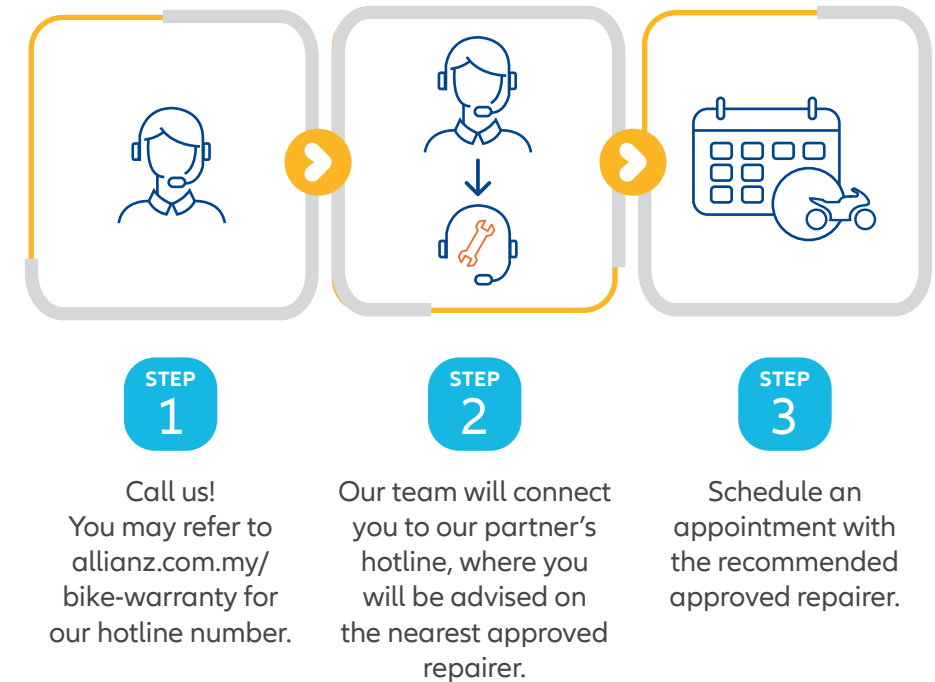 STEP
1
Call us!
You may refer to
allianz.com.my/
bike-warranty for
our hotline number.
STEP
2
Our team will connect
you to our partner’s
hotline, where you
will be advised on
the nearest approved
repairer.
STEP
3
Schedule an
appointment with
the recommended
approved repairer.